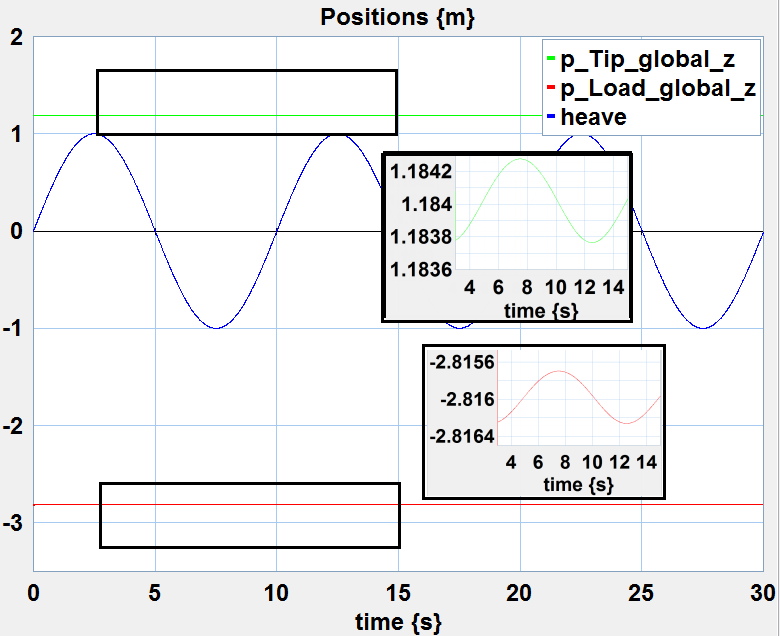 Positions {m}
p_Tip_global_z
p_Load_global_z
heave
2
1
0
-1
-2
-3
0 5 10 15 20 25 30
time {s}
1.1842
1.184
1.1838
1.1836
4 6 8 10 12 14
time {s}
-2.8156
-2.816
-2.8164
4 6 8 10 12 14
time {s}